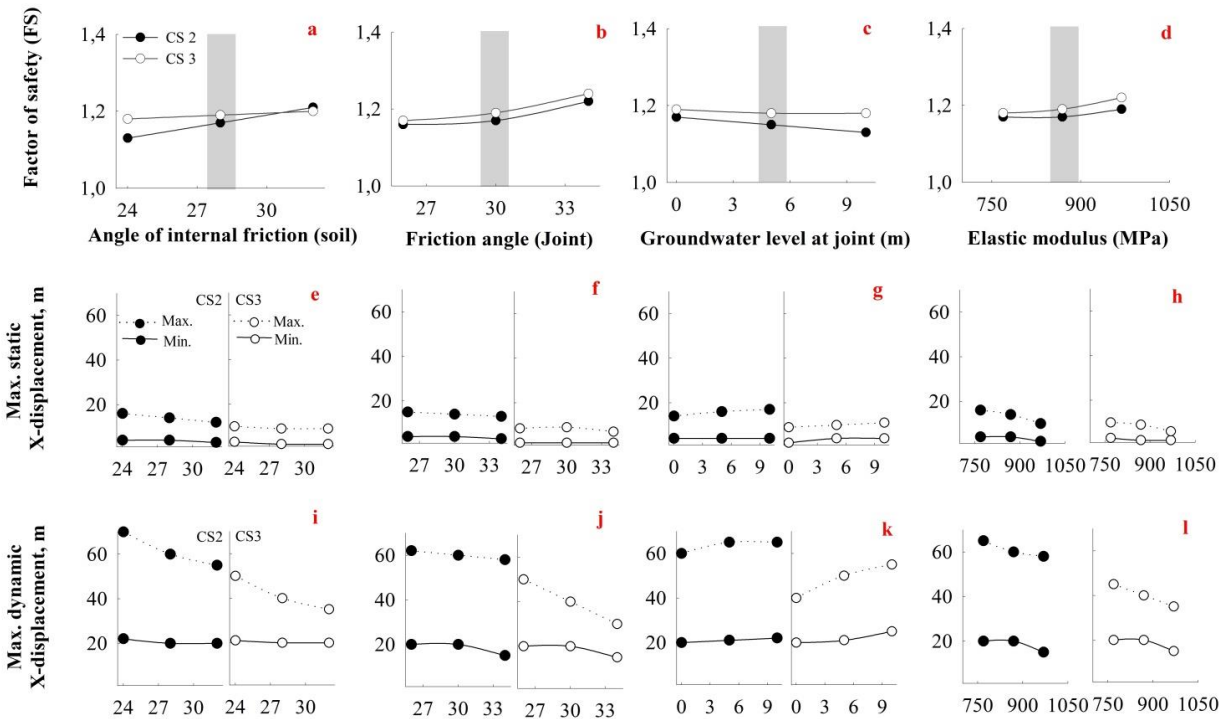 Factor of safety (FS)
1,4 CS 2 a 1,4 b 1,4 c 1,4 d
CS 3
1,2 1,2 1,2 1,2
1,0 1,0 1,0 1,0
24 28 30 27 30 33 0 3 6 9 750 900 1050
Angle of internal friction (soil) Friction angle (Joint) Groundwater level at joint (m) Elastic modulus (MPa)
Max. static
X-displacement, m
CS2 CS3 e f g h
60 Max. Max. 60 60 60
Min. Min.
40 40 40 40
20 20 20 20
24 27 30 24 27 30 27 30 33 27 30 33 0 3 6 9 0 3 6 9 750 900 1050 750 900 1050
Max. dynamic
X-displacement, m
CS2 CS3 i j k l
60 60 60 60
40 40 40 40
20 20 20 20
24 27 30 24 27 30 27 30 33 27 30 33 0 3 6 9 0 3 6 9 750 900 1050 750 900 1050